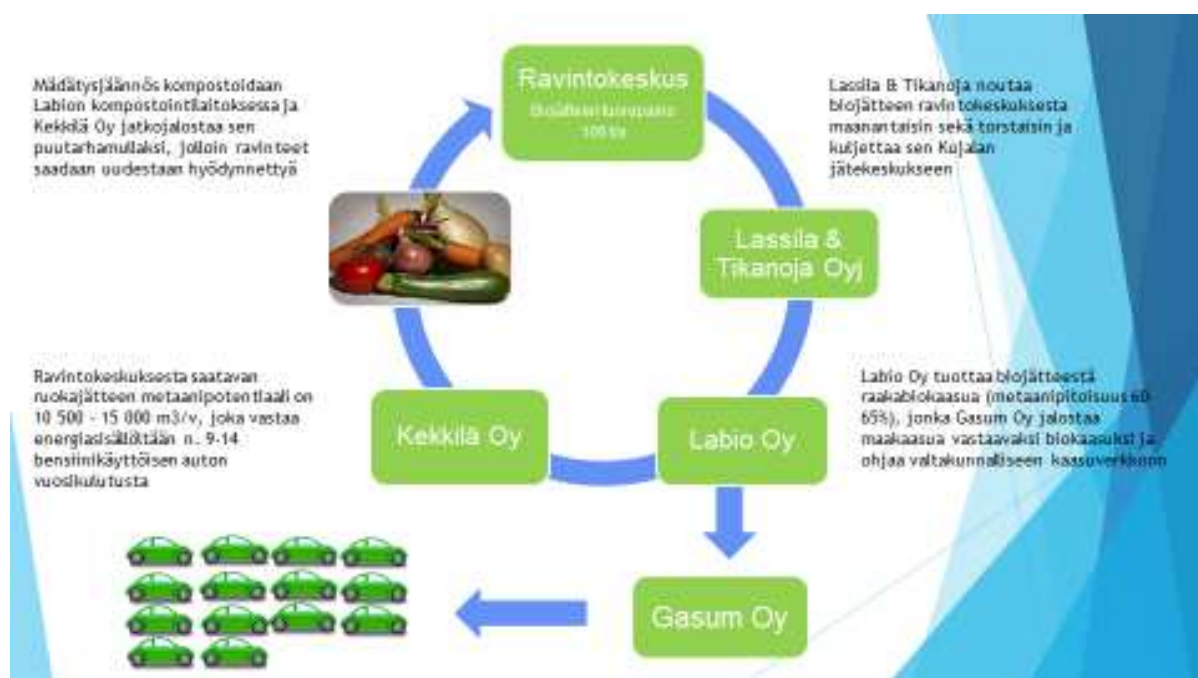 Mädätysjäännös kompostoidaan
Labion kompostointilaitoksessa ja
Kekkilä Oy jatkojalostaa sen
puutarhamullaksi, jolloin ravinteet
saadaan uudestaan hyödynnettyä
Ravintokeskus
Lassila & Tikanoja noutaa
biojätteen ravintokeskuksesta
maanantaisin sekä torstaisin ja
kuljettaa sen Kujalan
jätekeskukseen
Lassila &
Tikanoja Oyj
Ravintokeskuksesta saatavan
ruokajätteen metaanipotentiaali on
10 500 - 15 000 m3/v, joka vastaa
energiasisällöltään n. 9-14
bensiinikäyttöisen auton
vuosikulutusta
Kekkilä Oy
Labio Oy
Labio Oy tuottaa biojätteestä
raakabiokaasua (metaanipitoisuus 60-
65%), jonka Gasum Oy jalostaa
maakaasua vastaavaksi biokaasuksi ja
ohjaa valtakunnalliseen kaasuverkkoon
Gasum Oy